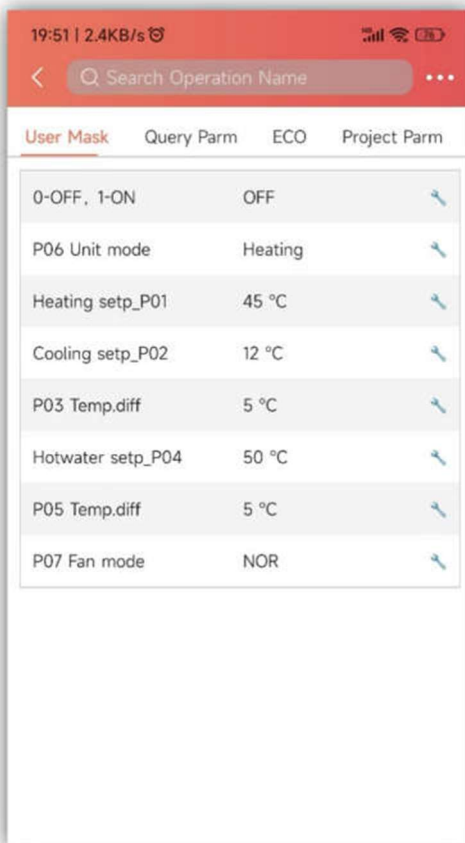 19:51 | 2.4KB/s
Search Operation Name
User Mask Query Parm ECO Project Parm
0-OFF, 1-ON OFF
P06 Unit mode Heating
Heating setp_P01 45 °C
Cooling setp_P02 12 °C
P03 Temp.diff 5 °C
Hotwater setp_P04 50 °C
P05 Temp.diff 5 °C
P07 Fan mode NOR